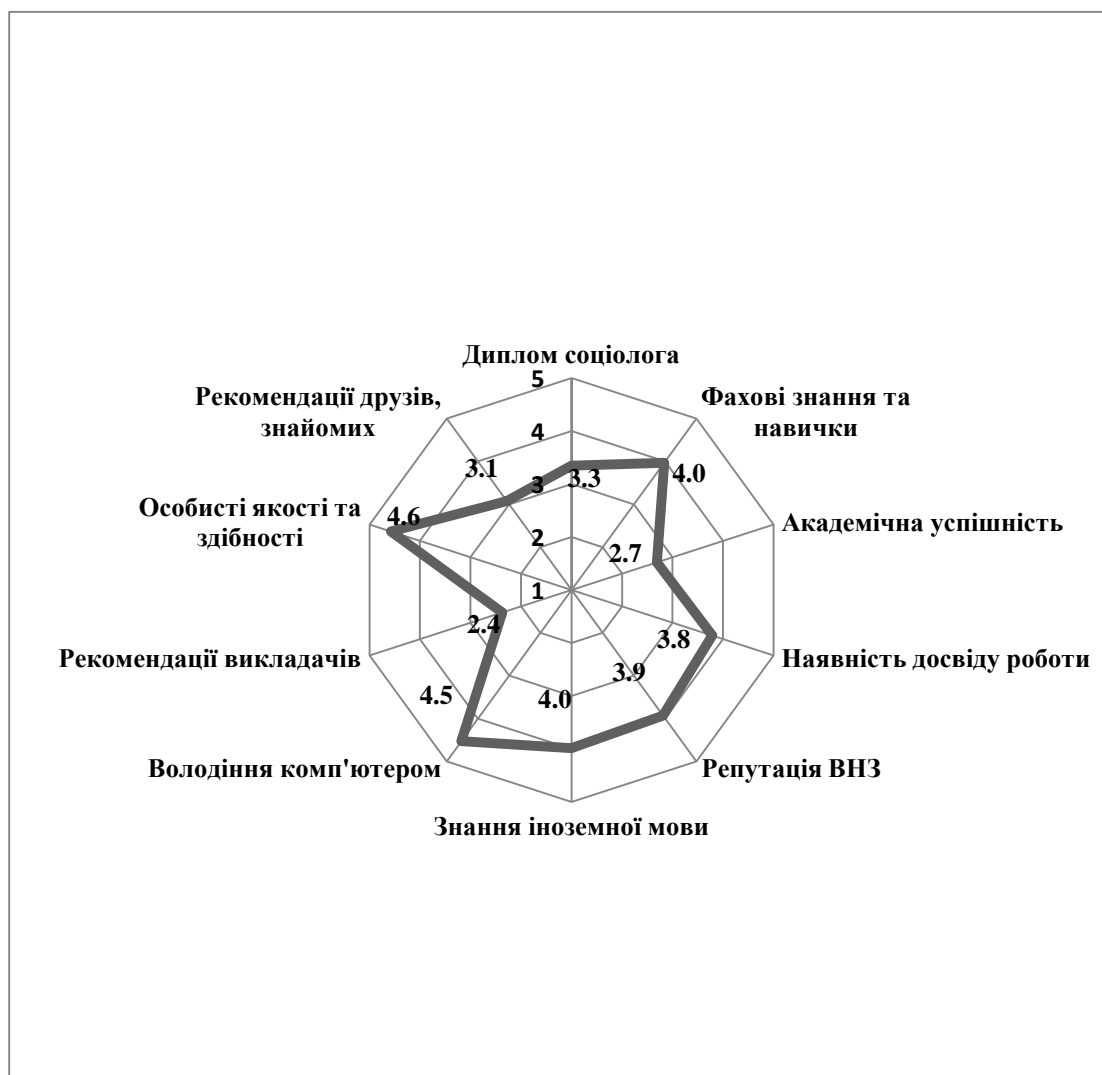 Диплом соціолога
5
Рекомендації друзів,
знайомих
Фахові знання та
навички
4
3.1
3.3
4.0
3
Особисті якості та
здібності
4.6
Академічна успішність
2
2.7
1
2.4
3.8
Рекомендації викладачів
Наявність досвіду роботи
4.5
4.0
3.9
Володіння комп'ютером
Репутація ВНЗ
Знання іноземної мови